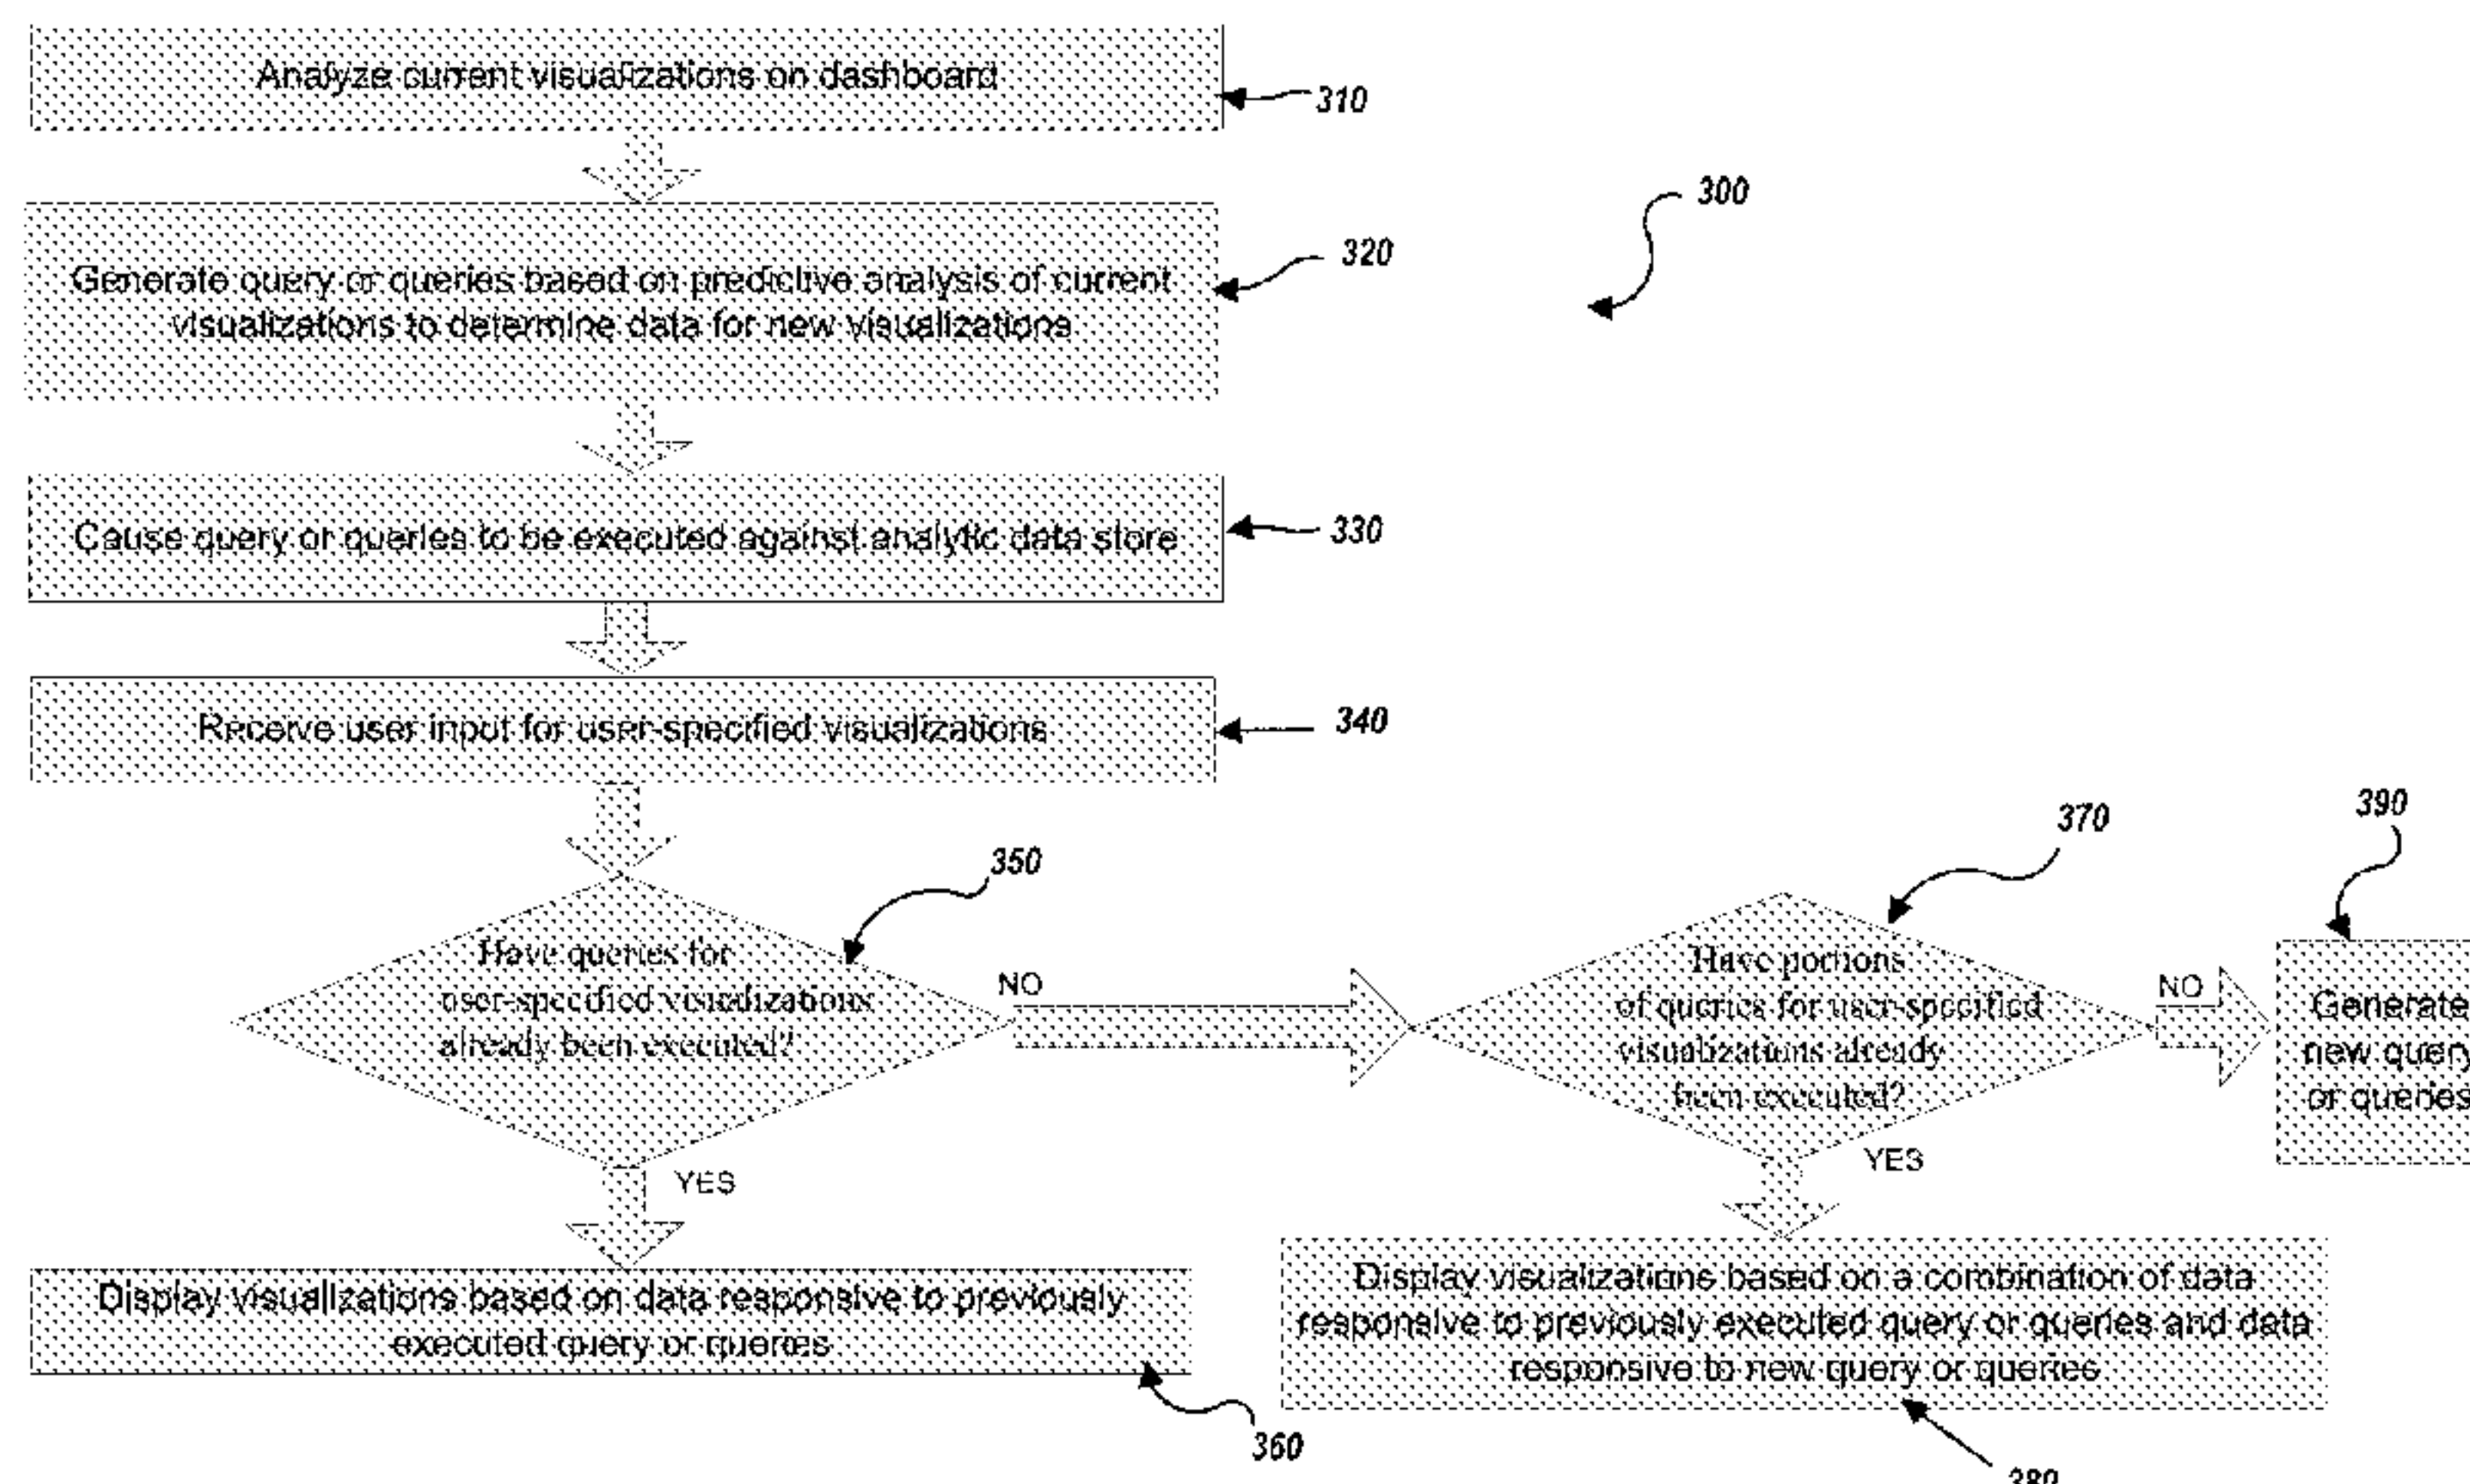 Analyze current visualizations on dashboard
310
300
Generate query or queries based on predictive analysis of current
visualizations to determine data for new visualizations
320
Cause query or queries to be executed against analytic data store
330
Receive user input for user-specified visualizations
340
350
Have queries for
user-specified visualizations
already been executed?
NO
YES
370
Have portions
of queries for user-specified
visualizations already
been executed?
NO
YES
390
Generate
new query
or queries
Display visualizations based on data responsive to previously
executed query or queries
360
Display visualizations based on a combination of data
responsive to previously executed query or queries and data
responsive to new query or queries
380